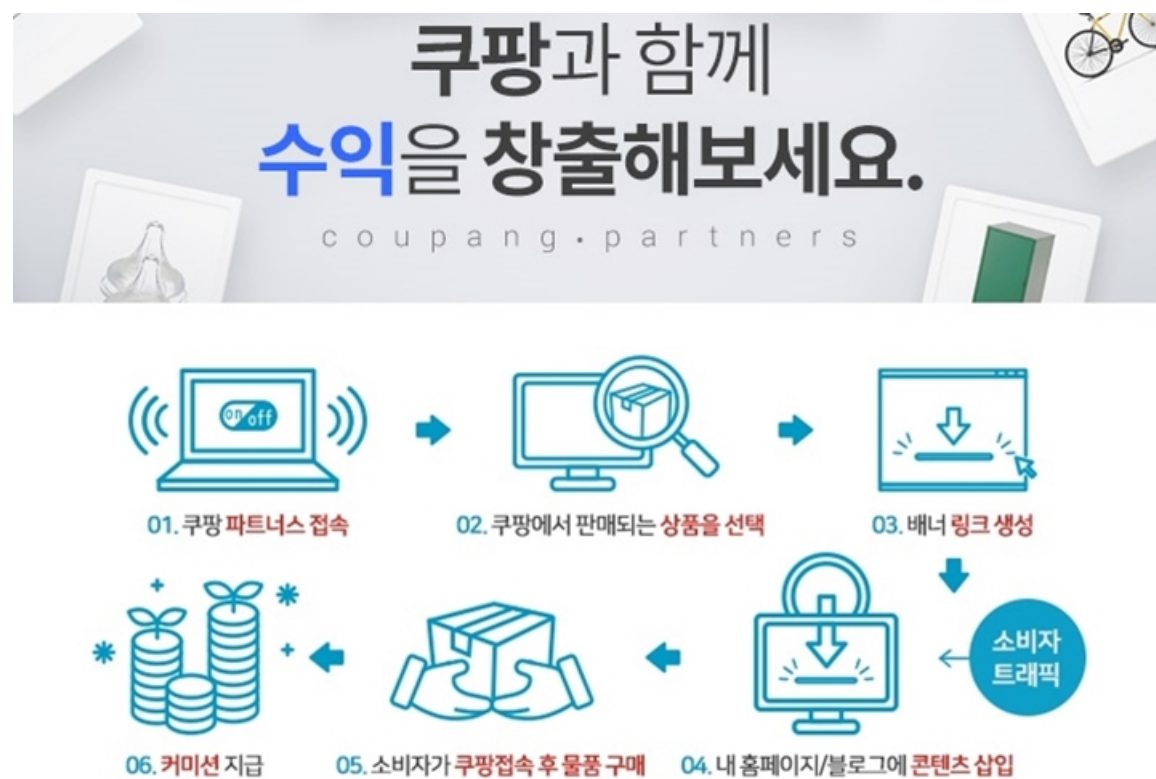 쿠팡과 함께
수익을 창출해보세요.
coupang.partners
on off
01. 쿠팡 파트너스 접속
02. 쿠팡에서 판매되는 상품을 선택
03. 배너 링크 생성
소비자
트래픽
04. 내 홈페이지/블로그에 콘텐츠 삽입
05. 소비자가 쿠팡접속 후 물품 구매
06. 커미션 지급